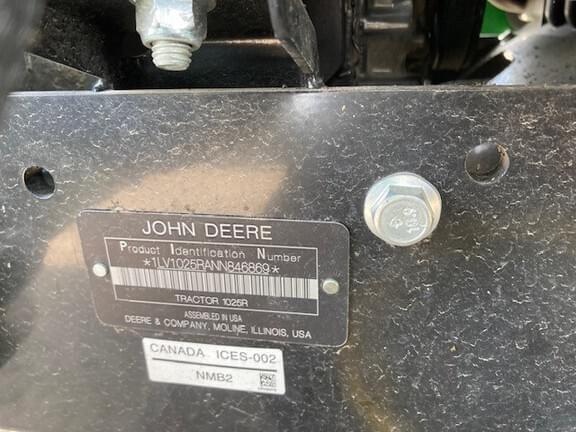 JOHN DEERE
Product Identification Number
*1LV1025RANN846869*
TRACTOR 1025R
ASSEMBLED IN USA
DEERE & COMPANY, MOLINE, ILLINOIS, USA
CANADA ICES-002
NMB2